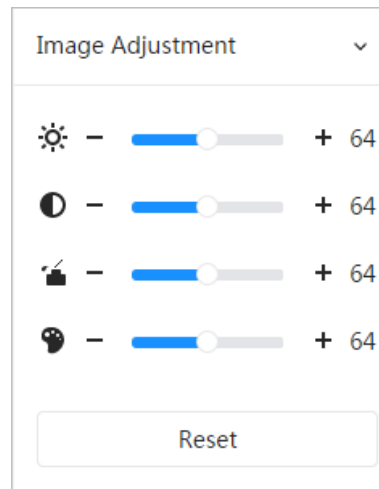 Image Adjustment
− + 64
− + 64
− + 64
− + 64
Reset